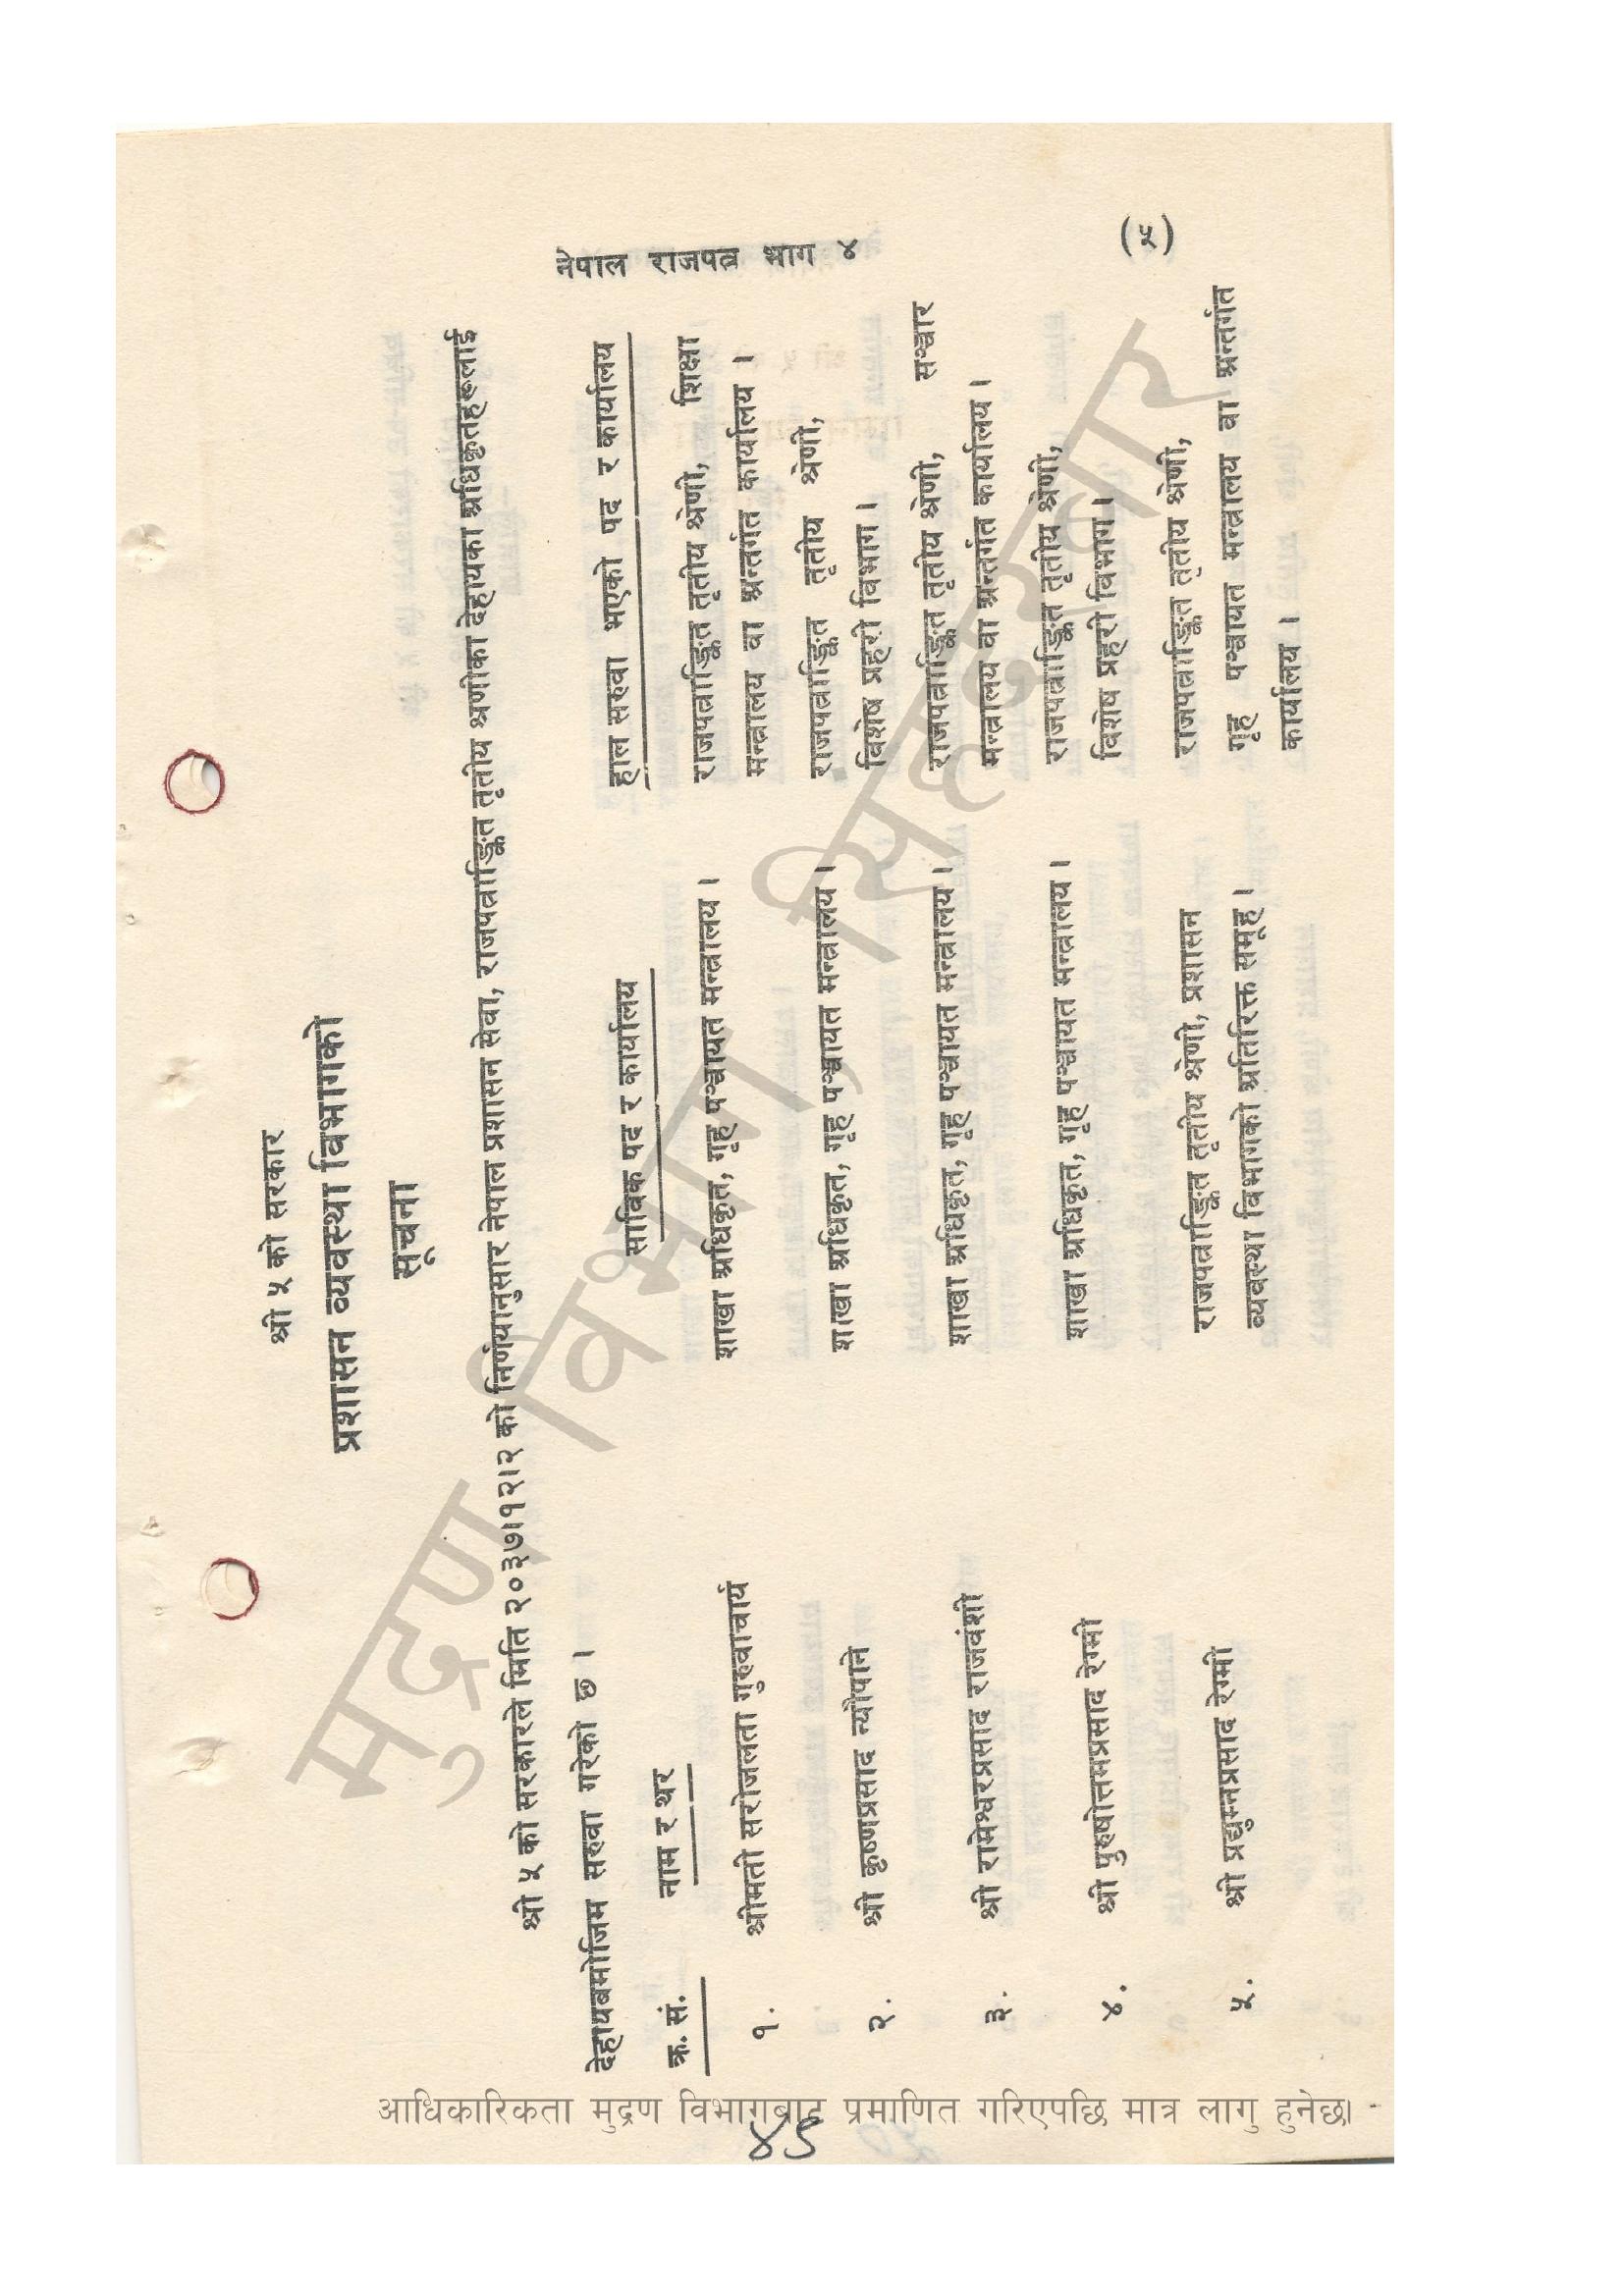 नेपाल राजपत्र भाग ४
(५)
श्री ५ को सरकार
प्रशासन व्यवस्था विभागको
सूचना
श्री ५ को सरकारले मिति २०३७।१२।२ को निर्णयानुसार नेपाल प्रशासन सेवा, राजपत्राङ्कित तृतीय श्रेणीका देहायका अधिकृतहरूलाई
देहायबमोजिम सरुवा गरेको छ ।
क्र. सं. नाम र थर साविक पद र कार्यालय हाल सरुवा भएको पद र कार्यालय
१. श्रीमती सरोजलता गुरुवाचार्य शाखा अधिकृत, गृह पञ्चायत मन्त्रालय । राजपत्राङ्कित तृतीय श्रेणी, शिक्षा
मन्त्रालय वा अन्तर्गत कार्यालय ।
२. श्री कृष्णप्रसाद न्यौपाने शाखा अधिकृत, गृह पञ्चायत मन्त्रालय । राजपत्राङ्कित तृतीय श्रेणी,
विशेष प्रहरी विभाग ।
३. श्री रामेश्वरप्रसाद राजवंशी शाखा अधिकृत, गृह पञ्चायत मन्त्रालय । राजपत्राङ्कित तृतीय श्रेणी, सञ्चार
मन्त्रालय वा अन्तर्गत कार्यालय ।
४. श्री पुरुषोत्तमप्रसाद रेग्मी शाखा अधिकृत, गृह पञ्चायत मन्त्रालय । राजपत्राङ्कित तृतीय श्रेणी,
विशेष प्रहरी विभाग ।
५. श्री प्रद्युम्नप्रसाद रेग्मी राजपत्राङ्कित तृतीय श्रेणी, प्रशासन राजपत्राङ्कित तृतीय श्रेणी,
व्यवस्था विभागको अतिरिक्त समूह । गृह पञ्चायत मन्त्रालय वा अन्तर्गत
कार्यालय ।
मुद्रण विभाग, सिंहदरबार
आधिकारिकता मुद्रण विभागबाट प्रमाणित गरिएपछि मात्र लागु हुनेछ।
४९